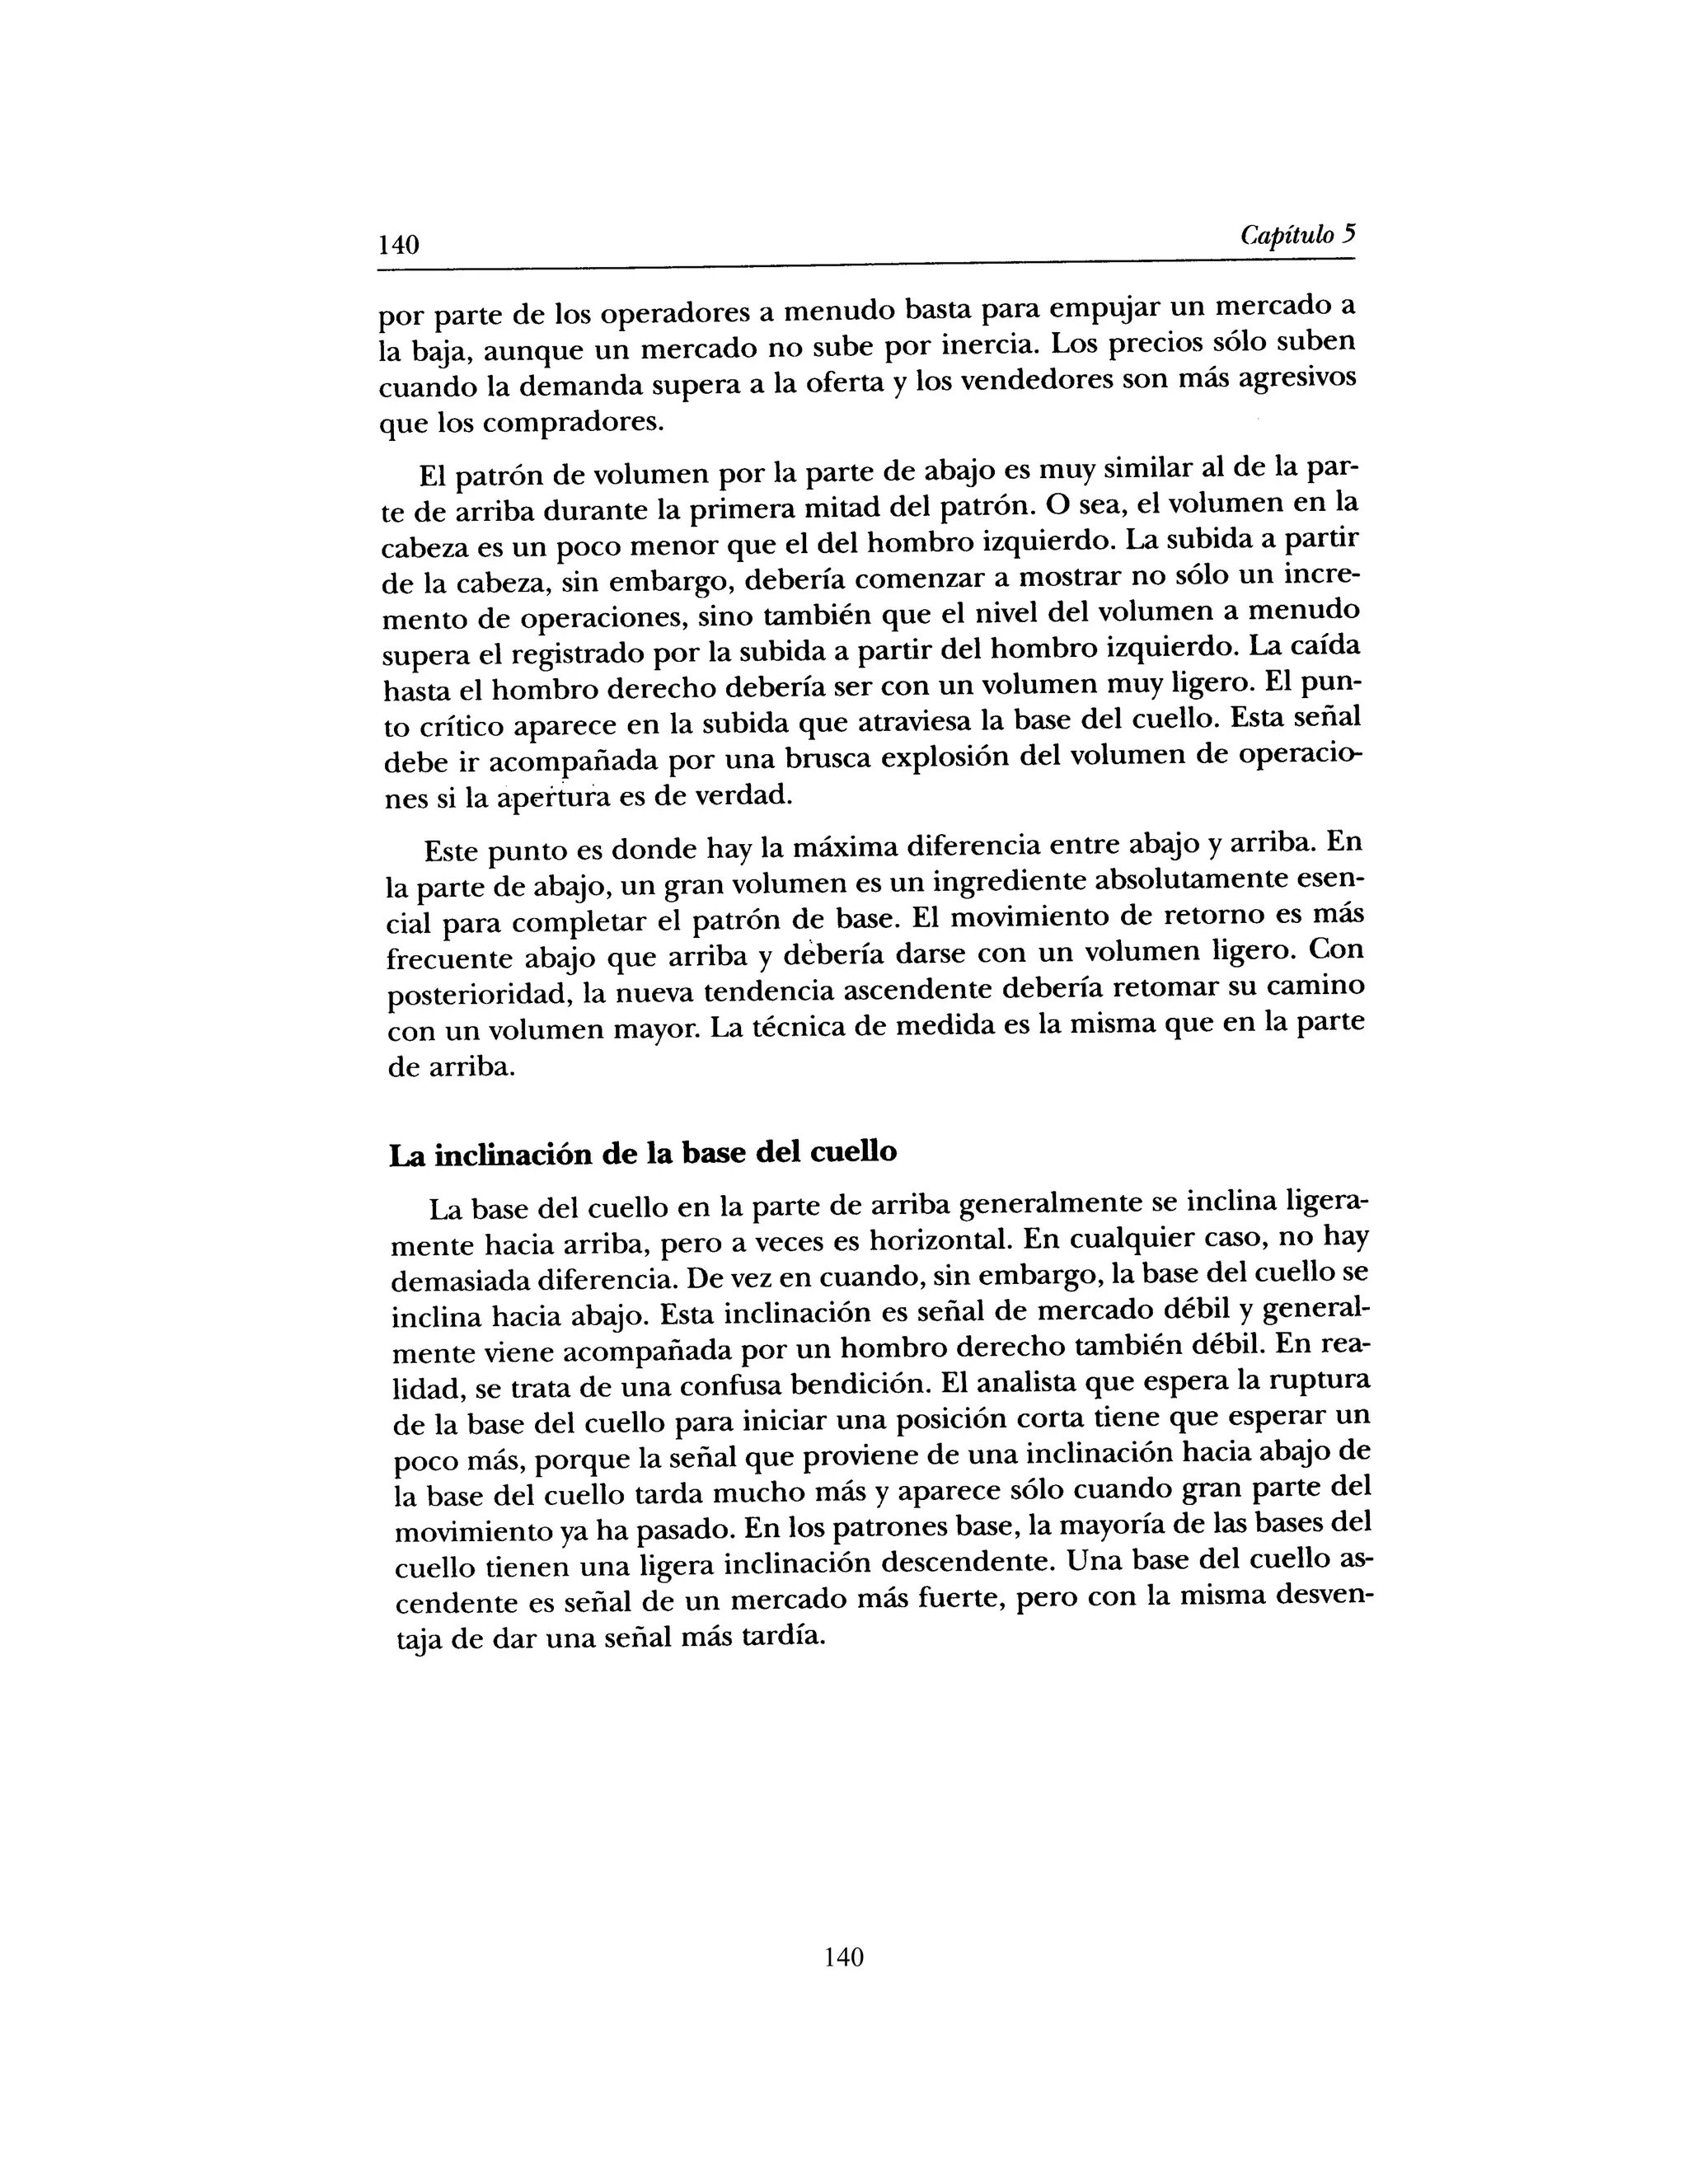 140 Capítulo 5
por parte de los operadores a menudo basta para empujar un mercado a
la baja, aunque un mercado no sube por inercia. Los precios sólo suben
cuando la demanda supera a la oferta y los vendedores son más agresivos
que los compradores.
El patrón de volumen por la parte de abajo es muy similar al de la par-
te de arriba durante la primera mitad del patrón. O sea, el volumen en la
cabeza es un poco menor que el del hombro izquierdo. La subida a partir
de la cabeza, sin embargo, debería comenzar a mostrar no sólo un incre-
mento de operaciones, sino también que el nivel del volumen a menudo
supera el registrado por la subida a partir del hombro izquierdo. La caída
hasta el hombro derecho debería ser con un volumen muy ligero. El pun-
to crítico aparece en la subida que atraviesa la base del cuello. Esta señal
debe ir acompañada por una brusca explosión del volumen de operacio-
nes si la apertura es de verdad.
Este punto es donde hay la máxima diferencia entre abajo y arriba. En
la parte de abajo, un gran volumen es un ingrediente absolutamente esen-
cial para completar el patrón de base. El movimiento de retorno es más
frecuente abajo que arriba y debería darse con un volumen ligero. Con
posterioridad, la nueva tendencia ascendente debería retomar su camino
con un volumen mayor. La técnica de medida es la misma que en la parte
de arriba.
La inclinación de la base del cuello
La base del cuello en la parte de arriba generalmente se inclina ligera-
mente hacia arriba, pero a veces es horizontal. En cualquier caso, no hay
demasiada diferencia. De vez en cuando, sin embargo, la base del cuello se
inclina hacia abajo. Esta inclinación es señal de mercado débil y general-
mente viene acompañada por un hombro derecho también débil. En rea-
lidad, se trata de una confusa bendición. El analista que espera la ruptura
de la base del cuello para iniciar una posición corta tiene que esperar un
poco más, porque la señal que proviene de una inclinación hacia abajo de
la base del cuello tarda mucho más y aparece sólo cuando gran parte del
movimiento ya ha pasado. En los patrones base, la mayoría de las bases del
cuello tienen una ligera inclinación descendente. Una base del cuello as-
cendente es señal de un mercado más fuerte, pero con la misma desven-
taja de dar una señal más tardía.
140